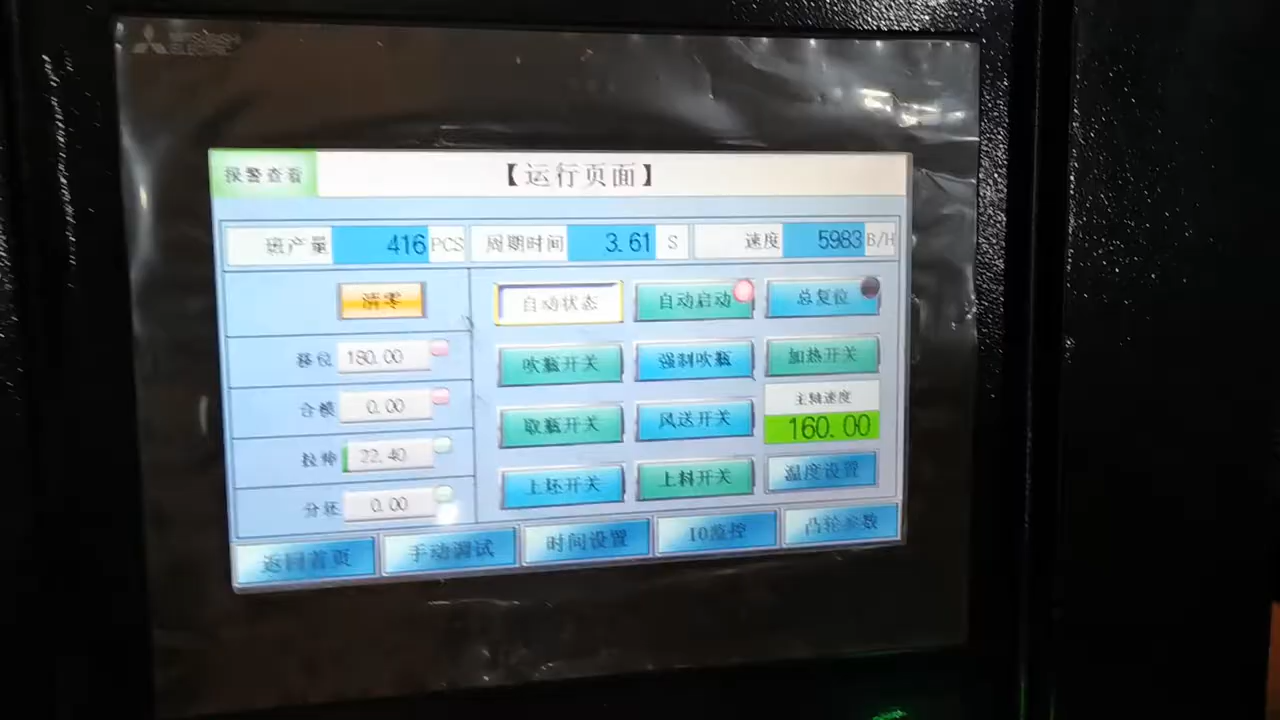 MITSUBISHI
ELECTRIC
报警查看
【运行页面】
班产量 416 PCS 周期时间 3.61 S 速度 5983 B/H
清零 自动状态 自动启动 总复位
移位 180.00 吹瓶开关 强制吹瓶 加热开关
合模 0.00 取瓶开关 风送开关 主轴速度 160.00
拉伸 22.40 上坯开关 上料开关 温度设置
分坯 0.00
返回首页 手动调试 时间设置 IO监控 凸轮参数